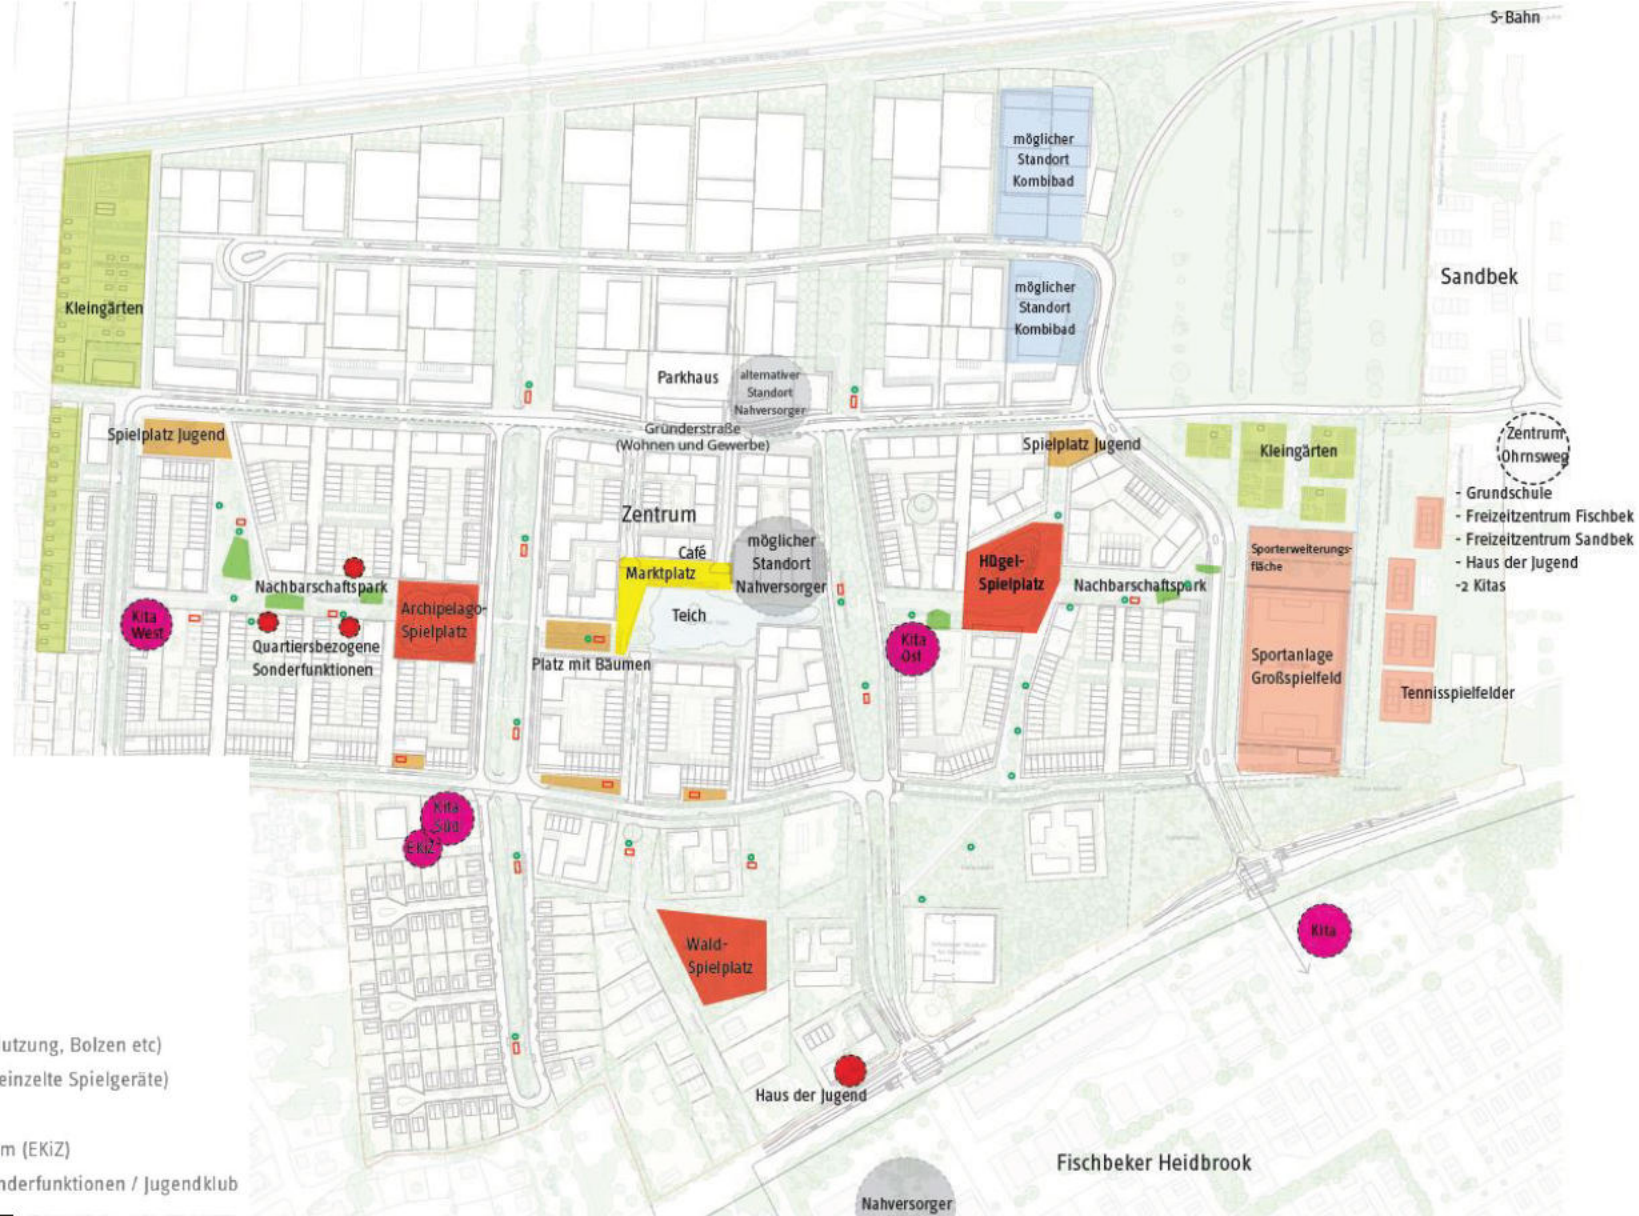 S-Bahn
möglicher
Standort
Kombibad
Sandbek
möglicher
Standort
Kombibad
Kleingärten
Parkhaus
alternativer
Standort
Nahversorger
Gründerstraße
(Wohnen und Gewerbe)
Spielplatz Jugend
Spielplatz Jugend
Kleingärten
Zentrum
Ohrnsweg
- Grundschule
- Freizeitzentrum Fischbek
- Freizeitzentrum Sandbek
- Haus der Jugend
-2 Kitas
Zentrum
Café
Marktplatz
möglicher
Standort
Nahversorger
Teich
Hügel-
Spielplatz
Nachbarschaftspark
Sporterweiterungs-
fläche
Nachbarschaftspark
Archipelago-
Spielplatz
Kita
West
Quartiersbezogene
Sonderfunktionen
Platz mit Bäumen
Kita
Ost
Sportanlage
Großspielfeld
Tennisspielfelder
Kita
Süd
EKiZ
Wald-
Spielplatz
Kita
Haus der Jugend
utzung, Bolzen etc)
einzelte Spielgeräte)
m (EKiZ)
nderfunktionen / Jugendklub
Fischbeker Heidbrook
Nahversorger